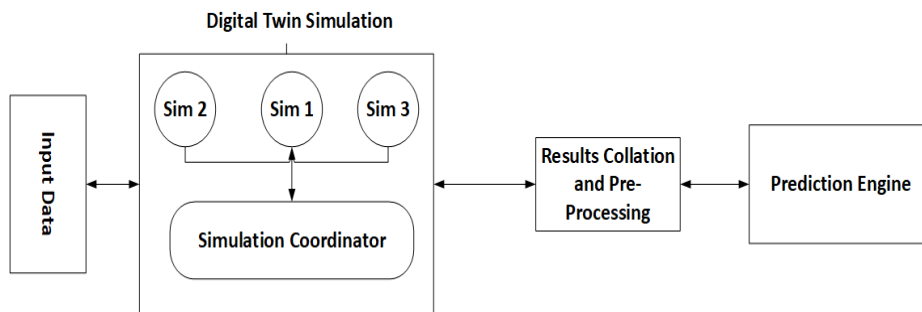 Digital Twin Simulation
Input Data
Sim 2
Sim 1
Sim 3
Simulation Coordinator
Results Collation
and Pre-
Processing
Prediction Engine